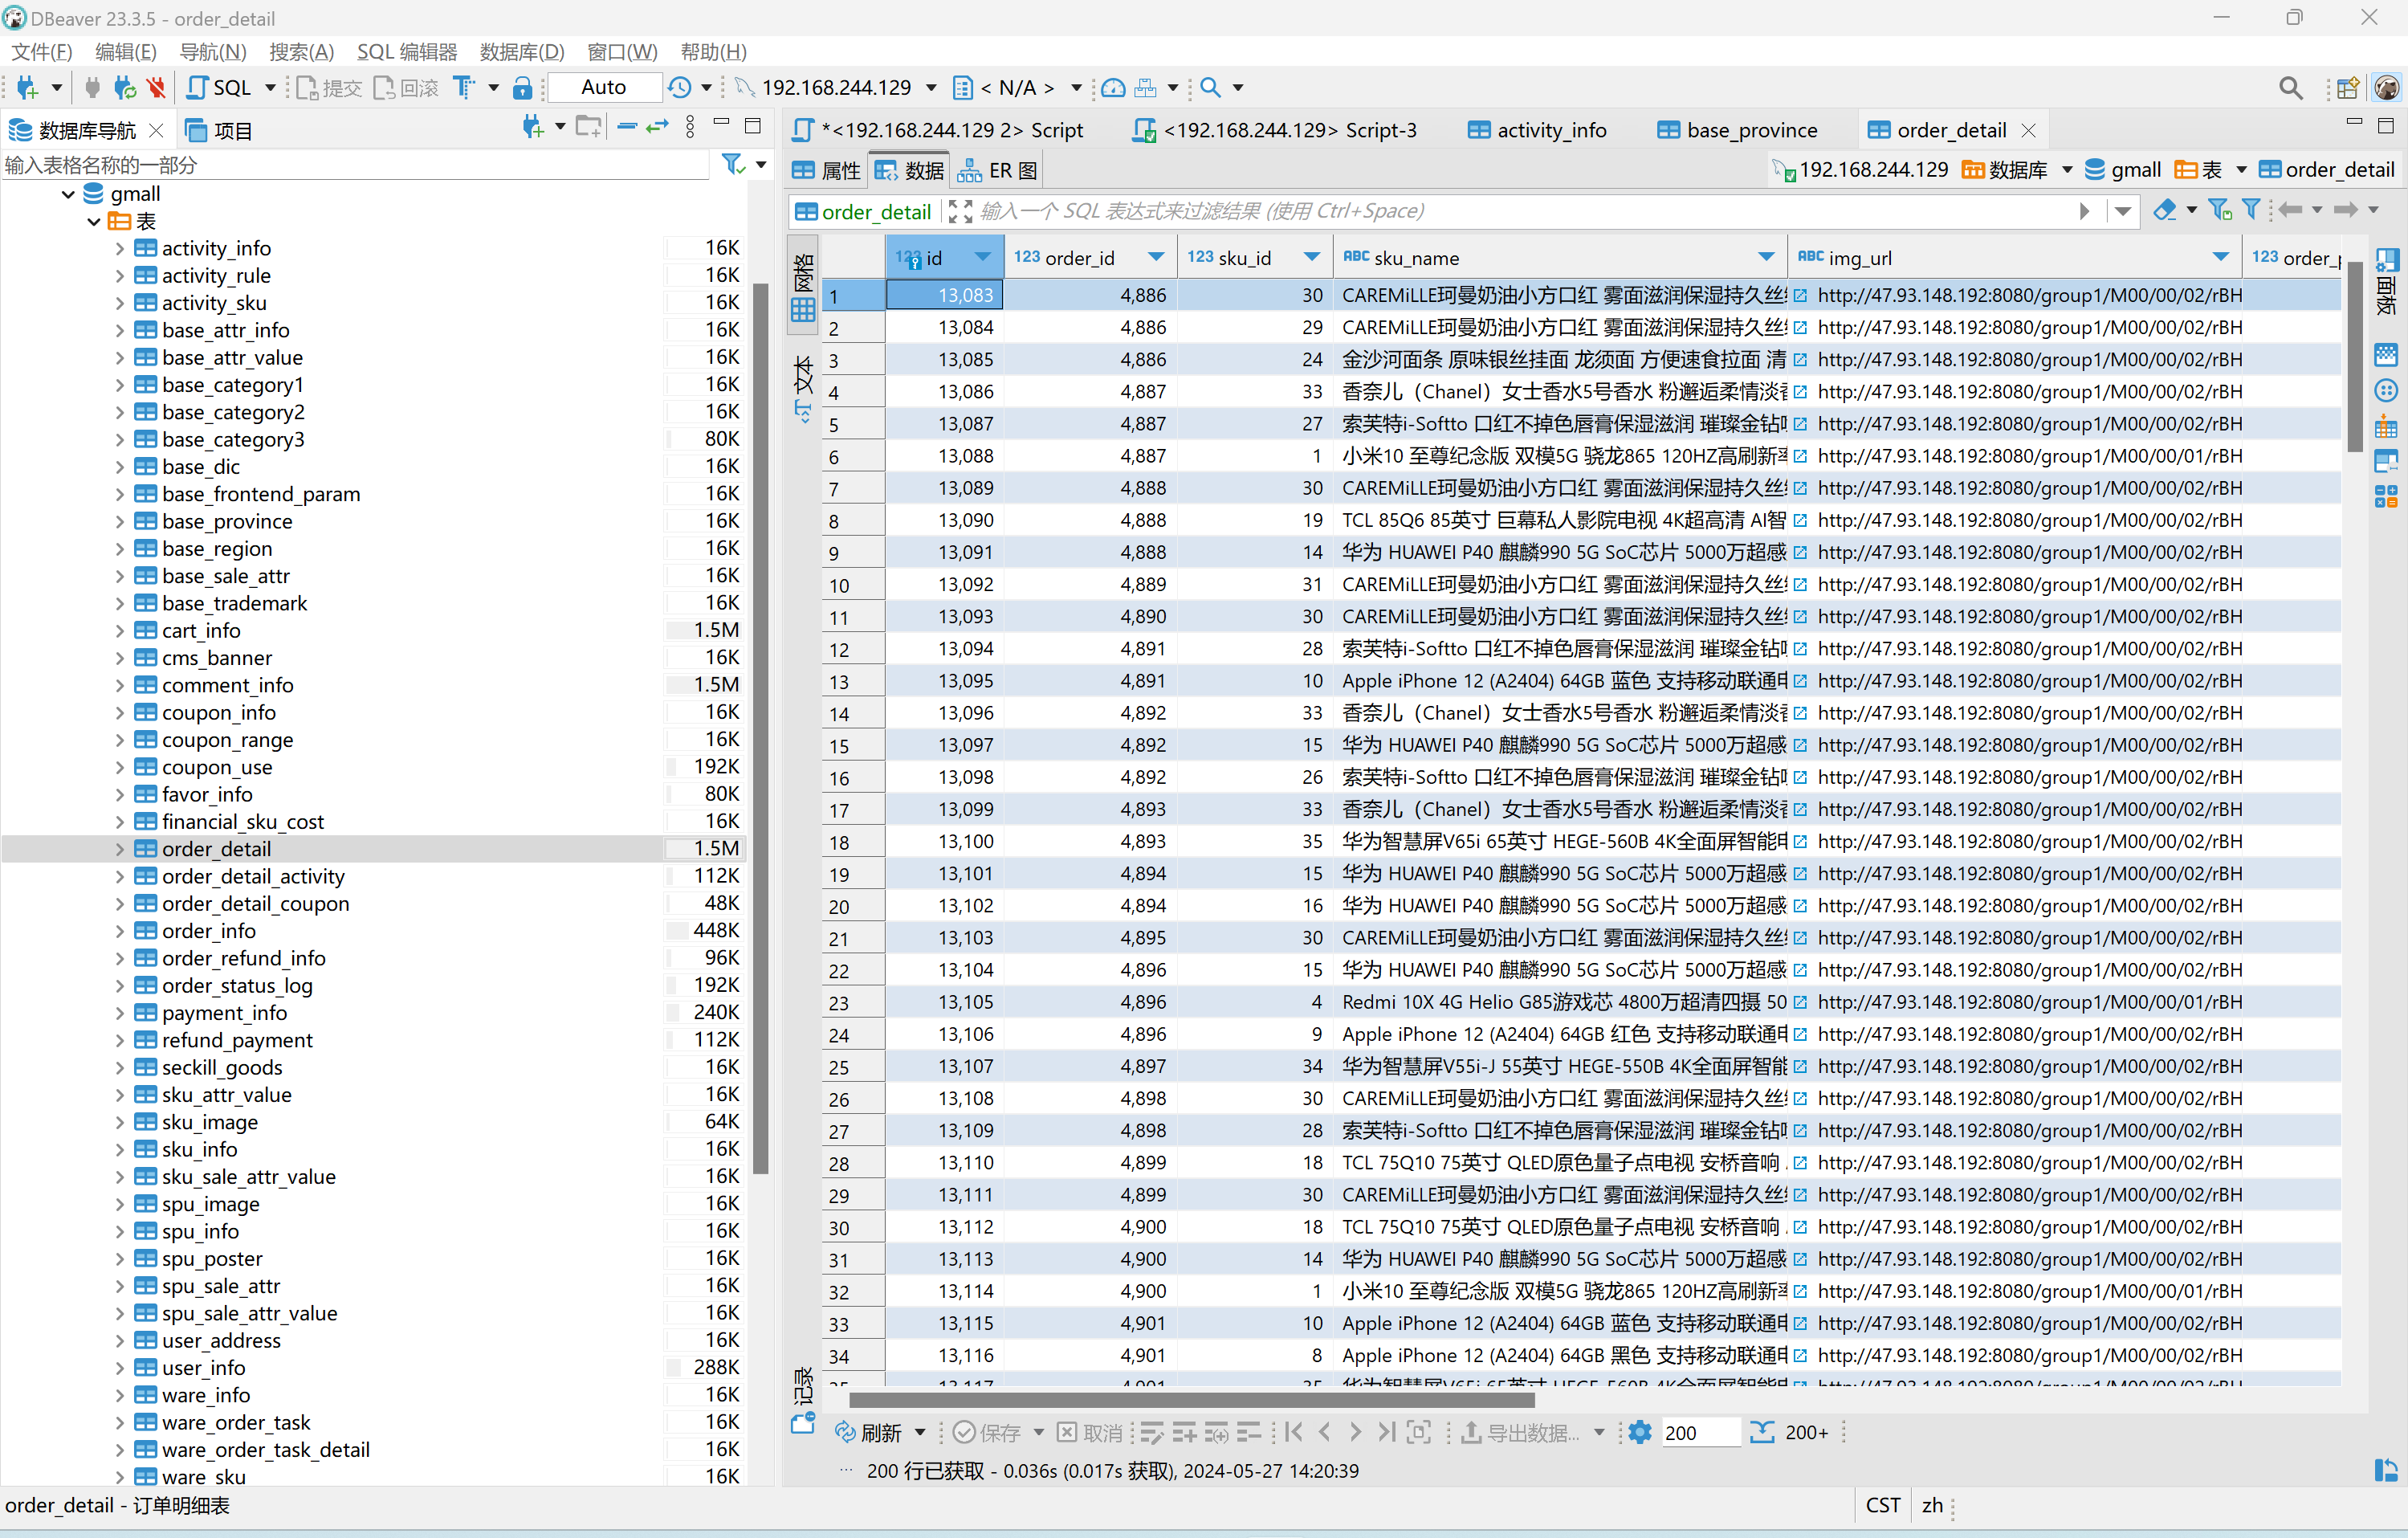 DBeaver 23.3.5 - order_detail
文件(F) 编辑(E) 导航(N) 搜索(A) SQL 编辑器 数据库(D) 窗口(W) 帮助(H)
SQL 提交 回滚 Auto 192.168.244.129 < N/A >
数据库导航 项目
输入表格名称的一部分
gmall
表
activity_info 16K
activity_rule 16K
activity_sku 16K
base_attr_info 16K
base_attr_value 16K
base_category1 16K
base_category2 16K
base_category3 80K
base_dic 16K
base_frontend_param 16K
base_province 16K
base_region 16K
base_sale_attr 16K
base_trademark 16K
cart_info 1.5M
cms_banner 16K
comment_info 1.5M
coupon_info 16K
coupon_range 16K
coupon_use 192K
favor_info 80K
financial_sku_cost 16K
order_detail 1.5M
order_detail_activity 112K
order_detail_coupon 48K
order_info 448K
order_refund_info 96K
order_status_log 192K
payment_info 240K
refund_payment 112K
seckill_goods 16K
sku_attr_value 16K
sku_image 64K
sku_info 16K
sku_sale_attr_value 16K
spu_image 16K
spu_info 16K
spu_poster 16K
spu_sale_attr 16K
spu_sale_attr_value 16K
user_address 16K
user_info 288K
ware_info 16K
ware_order_task 16K
ware_order_task_detail 16K
ware_sku 16K
*<192.168.244.129 2> Script <192.168.244.129> Script-3 activity_info base_province order_detail
属性 数据 ER 图 192.168.244.129 数据库 gmall 表 order_detail
order_detail 输入一个 SQL 表达式来过滤结果 (使用 Ctrl+Space)
网格
文本
记录
面板
123 id 123 order_id 123 sku_id ABC sku_name ABC img_url 123 order_p
1 13,083 4,886 30 CAREMiLLE珂曼奶油小方口红 雾面滋润保湿持久丝 http://47.93.148.192:8080/group1/M00/00/02/rBH
2 13,084 4,886 29 CAREMiLLE珂曼奶油小方口红 雾面滋润保湿持久丝 http://47.93.148.192:8080/group1/M00/00/02/rBH
3 13,085 4,886 24 金沙河面条 原味银丝挂面 龙须面 方便速食拉面 清 http://47.93.148.192:8080/group1/M00/00/02/rBH
4 13,086 4,887 33 香奈儿（Chanel）女士香水5号香水 粉邂逅柔情淡香 http://47.93.148.192:8080/group1/M00/00/02/rBH
5 13,087 4,887 27 索芙特i-Softto 口红不掉色唇膏保湿滋润 璀璨金钻 http://47.93.148.192:8080/group1/M00/00/02/rBH
6 13,088 4,887 1 小米10 至尊纪念版 双模5G 骁龙865 120HZ高刷新率 http://47.93.148.192:8080/group1/M00/00/01/rBH
7 13,089 4,888 30 CAREMiLLE珂曼奶油小方口红 雾面滋润保湿持久丝 http://47.93.148.192:8080/group1/M00/00/02/rBH
8 13,090 4,888 19 TCL 85Q6 85英寸 巨幕私人影院电视 4K超高清 AI智 http://47.93.148.192:8080/group1/M00/00/02/rBH
9 13,091 4,888 14 华为 HUAWEI P40 麒麟990 5G SoC芯片 5000万超感 http://47.93.148.192:8080/group1/M00/00/02/rBH
10 13,092 4,889 31 CAREMiLLE珂曼奶油小方口红 雾面滋润保湿持久丝 http://47.93.148.192:8080/group1/M00/00/02/rBH
11 13,093 4,890 30 CAREMiLLE珂曼奶油小方口红 雾面滋润保湿持久丝 http://47.93.148.192:8080/group1/M00/00/02/rBH
12 13,094 4,891 28 索芙特i-Softto 口红不掉色唇膏保湿滋润 璀璨金钻 http://47.93.148.192:8080/group1/M00/00/02/rBH
13 13,095 4,891 10 Apple iPhone 12 (A2404) 64GB 蓝色 支持移动联通电 http://47.93.148.192:8080/group1/M00/00/02/rBH
14 13,096 4,892 33 香奈儿（Chanel）女士香水5号香水 粉邂逅柔情淡香 http://47.93.148.192:8080/group1/M00/00/02/rBH
15 13,097 4,892 15 华为 HUAWEI P40 麒麟990 5G SoC芯片 5000万超感 http://47.93.148.192:8080/group1/M00/00/02/rBH
16 13,098 4,892 26 索芙特i-Softto 口红不掉色唇膏保湿滋润 璀璨金钻 http://47.93.148.192:8080/group1/M00/00/02/rBH
17 13,099 4,893 33 香奈儿（Chanel）女士香水5号香水 粉邂逅柔情淡香 http://47.93.148.192:8080/group1/M00/00/02/rBH
18 13,100 4,893 35 华为智慧屏V65i 65英寸 HEGE-560B 4K全面屏智能电 http://47.93.148.192:8080/group1/M00/00/02/rBH
19 13,101 4,894 15 华为 HUAWEI P40 麒麟990 5G SoC芯片 5000万超感 http://47.93.148.192:8080/group1/M00/00/02/rBH
20 13,102 4,894 16 华为 HUAWEI P40 麒麟990 5G SoC芯片 5000万超感 http://47.93.148.192:8080/group1/M00/00/02/rBH
21 13,103 4,895 30 CAREMiLLE珂曼奶油小方口红 雾面滋润保湿持久丝 http://47.93.148.192:8080/group1/M00/00/02/rBH
22 13,104 4,896 15 华为 HUAWEI P40 麒麟990 5G SoC芯片 5000万超感 http://47.93.148.192:8080/group1/M00/00/02/rBH
23 13,105 4,896 4 Redmi 10X 4G Helio G85游戏芯 4800万超清四摄 50 http://47.93.148.192:8080/group1/M00/00/01/rBH
24 13,106 4,896 9 Apple iPhone 12 (A2404) 64GB 红色 支持移动联通电 http://47.93.148.192:8080/group1/M00/00/02/rBH
25 13,107 4,897 34 华为智慧屏V55i-J 55英寸 HEGE-550B 4K全面屏智能 http://47.93.148.192:8080/group1/M00/00/02/rBH
26 13,108 4,898 30 CAREMiLLE珂曼奶油小方口红 雾面滋润保湿持久丝 http://47.93.148.192:8080/group1/M00/00/02/rBH
27 13,109 4,898 28 索芙特i-Softto 口红不掉色唇膏保湿滋润 璀璨金钻 http://47.93.148.192:8080/group1/M00/00/02/rBH
28 13,110 4,899 18 TCL 75Q10 75英寸 QLED原色量子点电视 安桥音响 http://47.93.148.192:8080/group1/M00/00/02/rBH
29 13,111 4,899 30 CAREMiLLE珂曼奶油小方口红 雾面滋润保湿持久丝 http://47.93.148.192:8080/group1/M00/00/02/rBH
30 13,112 4,900 18 TCL 75Q10 75英寸 QLED原色量子点电视 安桥音响 http://47.93.148.192:8080/group1/M00/00/02/rBH
31 13,113 4,900 14 华为 HUAWEI P40 麒麟990 5G SoC芯片 5000万超感 http://47.93.148.192:8080/group1/M00/00/02/rBH
32 13,114 4,900 1 小米10 至尊纪念版 双模5G 骁龙865 120HZ高刷新率 http://47.93.148.192:8080/group1/M00/00/01/rBH
33 13,115 4,901 10 Apple iPhone 12 (A2404) 64GB 蓝色 支持移动联通电 http://47.93.148.192:8080/group1/M00/00/02/rBH
34 13,116 4,901 8 Apple iPhone 12 (A2404) 64GB 黑色 支持移动联通电 http://47.93.148.192:8080/group1/M00/00/02/rBH
刷新 保存 取消 导出数据... 200 200+
200 行已获取 - 0.036s (0.017s 获取), 2024-05-27 14:20:39
order_detail - 订单明细表 CST zh